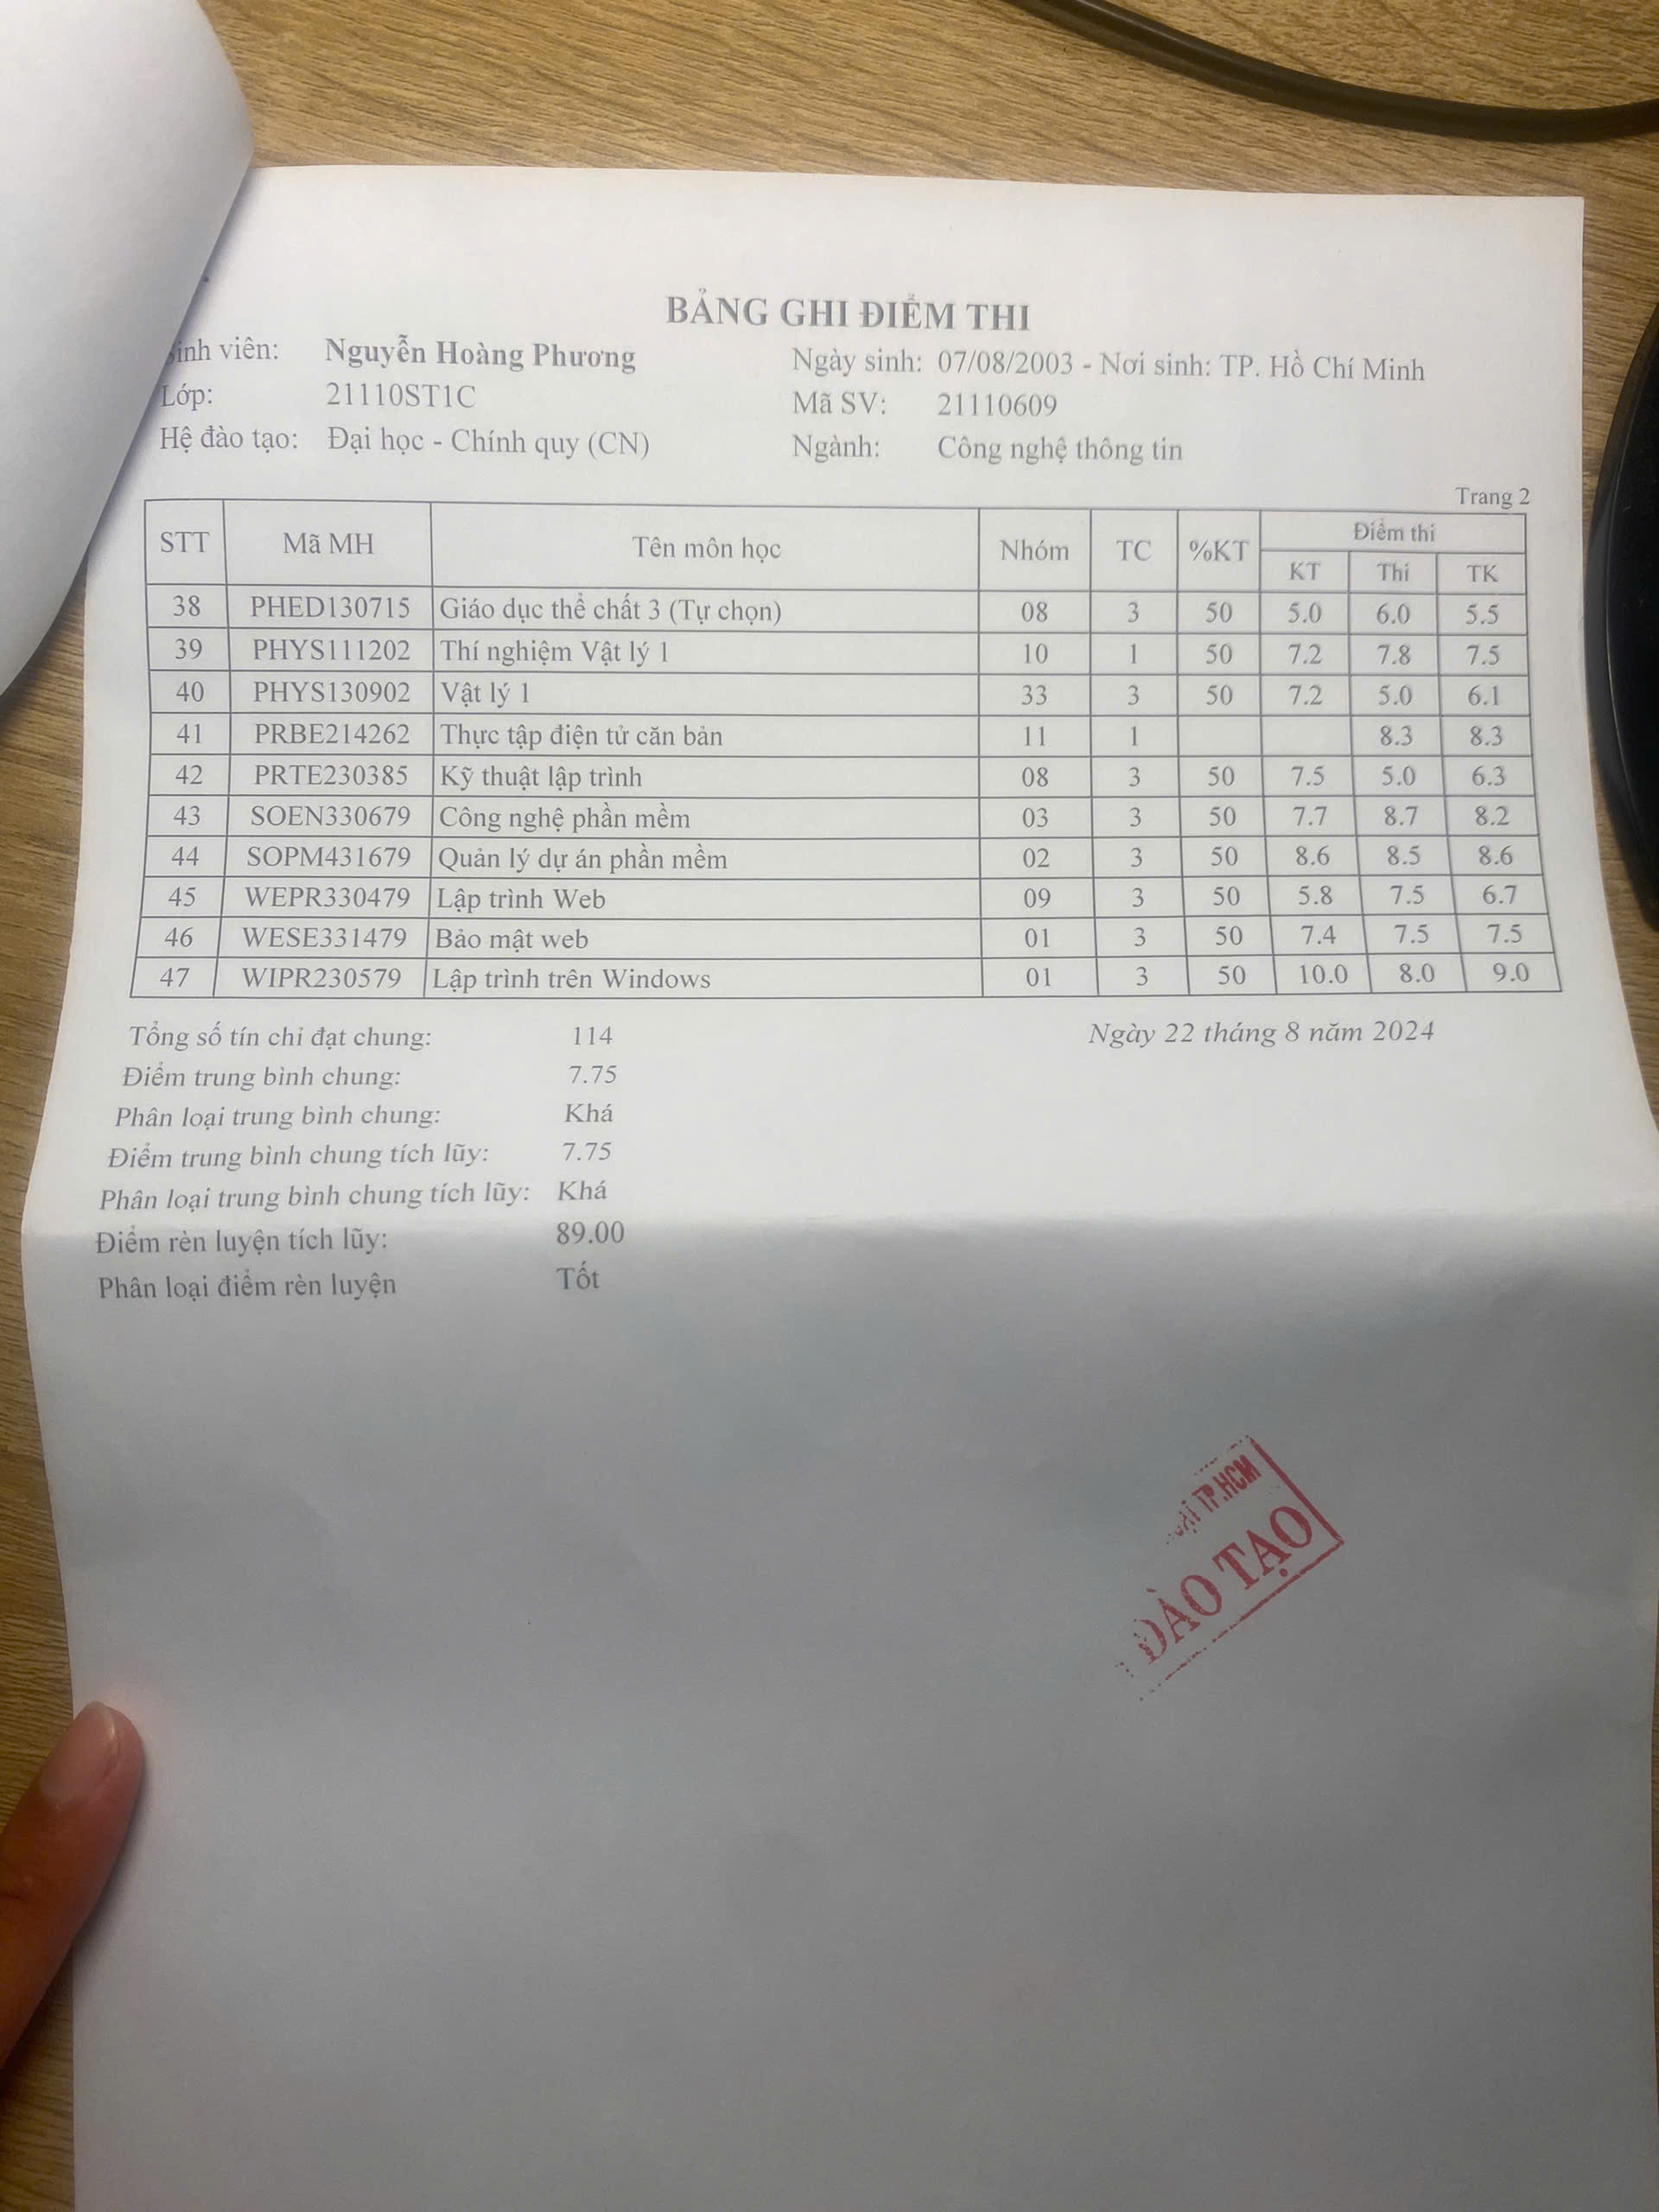 BẢNG GHI ĐIỂM THI
Sinh viên: Nguyễn Hoàng Phương Ngày sinh: 07/08/2003 - Nơi sinh: TP. Hồ Chí Minh
Lớp: 21110ST1C Mã SV: 21110609
Hệ đào tạo: Đại học - Chính quy (CN) Ngành: Công nghệ thông tin
Trang 2
STT Mã MH Tên môn học Nhóm TC %KT Điểm thi
KT Thi TK
38 PHED130715 Giáo dục thể chất 3 (Tự chọn) 08 3 50 5.0 6.0 5.5
39 PHYS111202 Thí nghiệm Vật lý 1 10 1 50 7.2 7.8 7.5
40 PHYS130902 Vật lý 1 33 3 50 7.2 5.0 6.1
41 PRBE214262 Thực tập điện tử căn bản 11 1 8.3 8.3
42 PRTE230385 Kỹ thuật lập trình 08 3 50 7.5 5.0 6.3
43 SOEN330679 Công nghệ phần mềm 03 3 50 7.7 8.7 8.2
44 SOPM431679 Quản lý dự án phần mềm 02 3 50 8.6 8.5 8.6
45 WEPR330479 Lập trình Web 09 3 50 5.8 7.5 6.7
46 WESE331479 Bảo mật web 01 3 50 7.4 7.5 7.5
47 WIPR230579 Lập trình trên Windows 01 3 50 10.0 8.0 9.0
Tổng số tín chỉ đạt chung: 114 Ngày 22 tháng 8 năm 2024
Điểm trung bình chung: 7.75
Phân loại trung bình chung: Khá
Điểm trung bình chung tích lũy: 7.75
Phân loại trung bình chung tích lũy: Khá
Điểm rèn luyện tích lũy: 89.00
Phân loại điểm rèn luyện Tốt
TP.HCM
ĐÀO TẠO